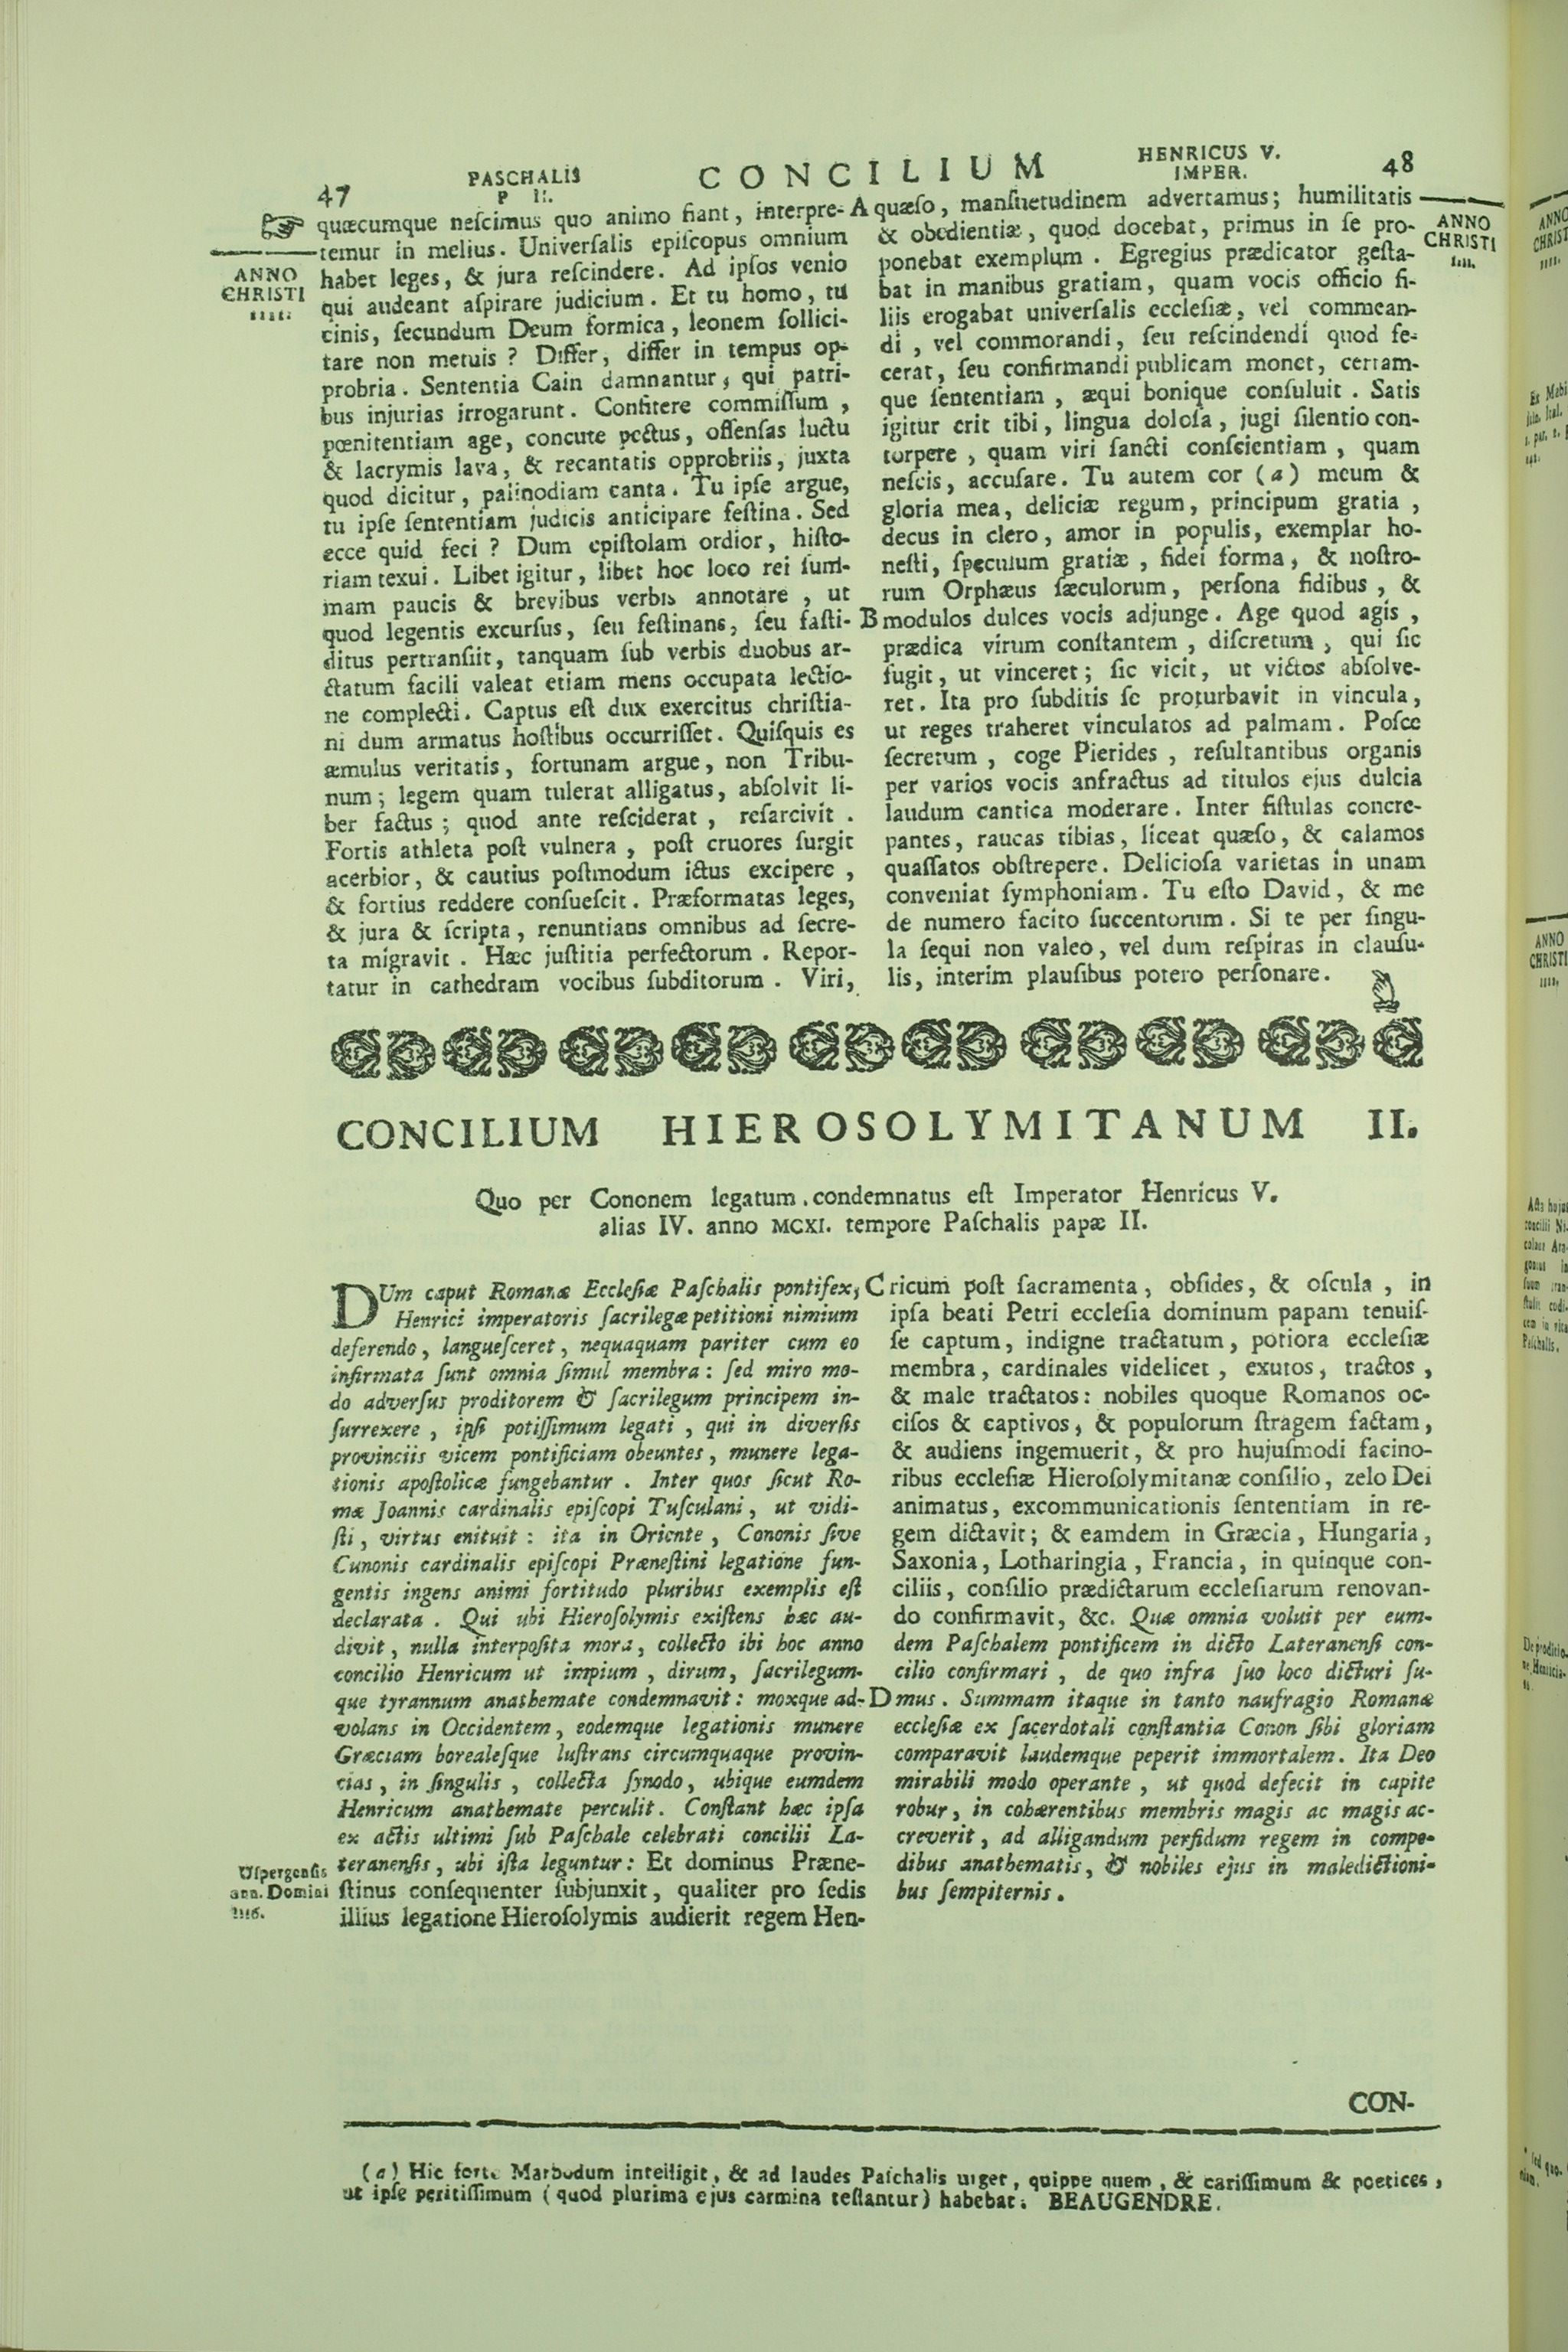 47
PASCHALIS
P II.
CONCILIUM
HENRICUS V.
IMPER.
48
quæcumque neſcimus quo animo fiant, interpre-
temur in melius. Univerſalis epiſcopus omnium
habet leges, & jura reſcindere. Ad ipſos venio
qui audeant aſpirare judicium. Et tu homo, tu
cinis, ſecundum Deum formica, leonem ſollici-
tare non metuis? Differ, differ in tempus op-
probria. Sententia Cain damnantur, qui patri-
bus injurias irrogarunt. Confitere commiſſum,
pœnitentiam age, concute pectus, offenſas luctu
& lacrymis lava, & recantatis opprobriis, juxta
quod dicitur, palinodiam canta. Tu ipſe argue,
tu ipſe ſententiam judicis anticipare feſtina. Sed
ecce quid feci? Dum epiſtolam ordior, hiſto-
riam texui. Libet igitur, libet hoc loco rei ſum-
mam paucis & brevibus verbis annotare, ut
quod legentis excurſus, ſeu feſtinans, ſeu faſti-
ditus pertranſiit, tanquam ſub verbis duobus ar-
ctatum facili valeat etiam mens occupata lectio-
ne complecti. Captus eſt dux exercitus chriſtia-
ni dum armatus hoſtibus occurriſſet. Quiſquis es
æmulus veritatis, fortunam argue, non Tribu-
num; legem quam tulerat alligatus, abſolvit li-
ber factus; quod ante reſciderat, reſarcivit.
Fortis athleta poſt vulnera, poſt cruores ſurgit
acerbior, & cautius poſtmodum ictus excipere,
& fortius reddere conſueſcit. Præformatas leges,
& jura & ſcripta, renuntians omnibus ad ſecre-
ta migravit. Hæc juſtitia perfectorum. Repor-
tatur in cathedram vocibus ſubditorum. Viri,
ANNO
CHRISTI
1111.
A quæſo, manſuetudinem advertamus; humilitatis
& obedientiæ, quod docebat, primus in ſe pro-
ponebat exemplum. Egregius prædicator geſta-
bat in manibus gratiam, quam vocis officio fi-
liis erogabat univerſalis eccleſiæ, vel commean-
di, vel commorandi, ſeu reſcindendi quod fe-
cerat, ſeu confirmandi publicam monet, certam-
que ſententiam, æqui bonique conſuluit. Satis
igitur erit tibi, lingua doloſa, jugi ſilentio con-
torpere, quam viri ſancti conſcientiam, quam
neſcis, accuſare. Tu autem cor (a) meum &
gloria mea, deliciæ regum, principum gratia,
decus in clero, amor in populis, exemplar ho-
neſti, ſpeculum gratiæ, fidei forma, & noſtro-
rum Orphæus ſæculorum, perſona fidibus, &
B modulos dulces vocis adjunge. Age quod agis,
prædica virum conſtantem, diſcretum, qui ſic
fugit, ut vinceret; ſic vicit, ut victos abſolve-
ret. Ita pro ſubditis ſe proturbavit in vincula,
ut reges traheret vinculatos ad palmam. Poſce
ſecretum, coge Pierides, reſultantibus organis
per varios vocis anfractus ad titulos ejus dulcia
laudum cantica moderare. Inter fiſtulas concre-
pantes, raucas tibias, liceat quæſo, & calamos
quaſſatos obſtrepere. Delicioſa varietas in unam
conveniat ſymphoniam. Tu eſto David, & me
de numero facito ſuccentorum. Si te per ſingu-
la ſequi non valeo, vel dum reſpiras in clauſu-
lis, interim plauſibus potero perſonare.
ANNO
CHRISTI
1111.
CONCILIUM HIEROSOLYMITANUM II.
Quo per Cononem legatum condemnatus eſt Imperator Henricus V.
alias IV. anno MCXI. tempore Paſchalis papæ II.
DUm caput Romanæ Eccleſiæ Paſchalis pontifex,
Henrici imperatoris ſacrilegæ petitioni nimium
deferendo, langueſceret, nequaquam pariter cum eo
infirmata ſunt omnia ſimul membra: ſed miro mo-
do adverſus proditorem & ſacrilegum principem in-
ſurrexere, ipſi potiſſimum legati, qui in diverſis
provinciis vicem pontificiam obeuntes, munere lega-
tionis apoſtolicæ fungebantur. Inter quos ſicut Ro-
mæ Joannis cardinalis epiſcopi Tuſculani, ut vidi-
ſti, virtus enituit: ita in Oriente, Cononis ſive
Cunonis cardinalis epiſcopi Præneſtini legatione fun-
gentis ingens animi fortitudo pluribus exemplis eſt
declarata. Qui ubi Hieroſolymis exiſtens hæc au-
divit, nulla interpoſita mora, collecto ibi hoc anno
concilio Henricum ut impium, dirum, ſacrilegum-
que tyrannum anathemate condemnavit: moxque ad-
volans in Occidentem, eodemque legationis munere
Græciam borealeſque luſtrans circumquaque provin-
cias, in ſingulis, collecta ſynodo, ubique eumdem
Henricum anathemate perculit. Conſtant hæc ipſa
ex actis ultimi ſub Paſchale celebrati concilii La-
teranenſis, ubi iſta leguntur: Et dominus Præne-
ſtinus conſequenter ſubjunxit, qualiter pro ſedis
illius legatione Hieroſolymis audierit regem Hen-
Uſpergenſis
ann. Domini
1116.
C ricum poſt ſacramenta, obſides, & oſcula, in
ipſa beati Petri eccleſia dominum papam tenuiſ-
ſe captum, indigne tractatum, potiora eccleſiæ
membra, cardinales videlicet, exutos, tractos,
& male tractatos: nobiles quoque Romanos oc-
ciſos & captivos, & populorum ſtragem factam,
& audiens ingemuerit, & pro hujuſmodi facino-
ribus eccleſiæ Hieroſolymitanæ conſilio, zelo Dei
animatus, excommunicationis ſententiam in re-
gem dictavit; & eamdem in Græcia, Hungaria,
Saxonia, Lotharingia, Francia, in quinque con-
ciliis, conſilio prædictarum eccleſiarum renovan-
do confirmavit, &c. Quæ omnia voluit per eum-
dem Paſchalem pontificem in dicto Lateranenſi con-
cilio confirmari, de quo infra ſuo loco dicturi ſu-
D mus. Summam itaque in tanto naufragio Romanæ
eccleſiæ ex ſacerdotali conſtantia Conon ſibi gloriam
comparavit laudemque peperit immortalem. Ita Deo
mirabili modo operante, ut quod defecit in capite
robur, in cohærentibus membris magis ac magis ac-
creverit, ad alligandum perfidum regem in compe-
dibus anathematis, & nobiles ejus in maledictioni-
bus ſempiternis.
CON-
(a) Hic forte Marbodum intelligit, & ad laudes Paſchalis urget, quippe quem, & cariſſimum & poetices,
ut ipſe peritiſſimum (quod plurima ejus carmina teſtantur) habebat. BEAUGENDRE.
ANNO
CHRISTI
1111.
ANNO
CHRISTI
1111.